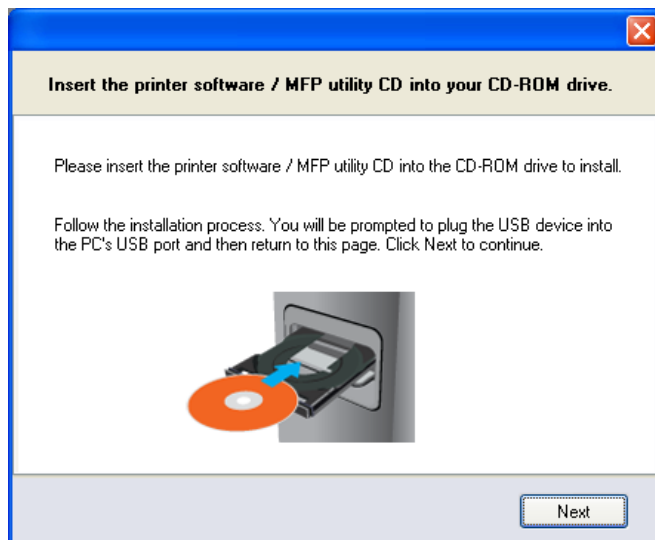 Insert the printer software / MFP utility CD into your CD-ROM drive.
Please insert the printer software / MFP utility CD into the CD-ROM drive to install.
Follow the installation process. You will be prompted to plug the USB device into
the PC's USB port and then return to this page. Click Next to continue.
Next